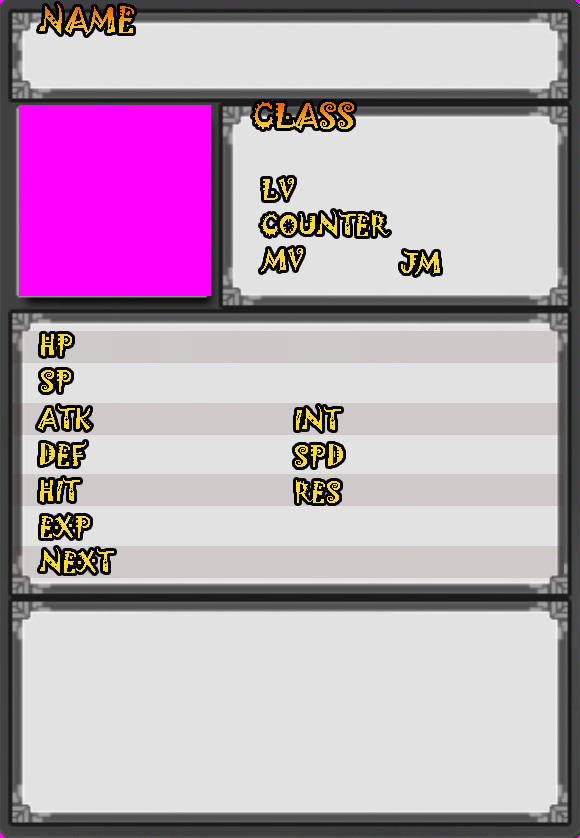 NAME
CLASS
LV
COUNTER
MV JM
HP
SP
ATK INT
DEF SPD
HIT RES
EXP
NEXT